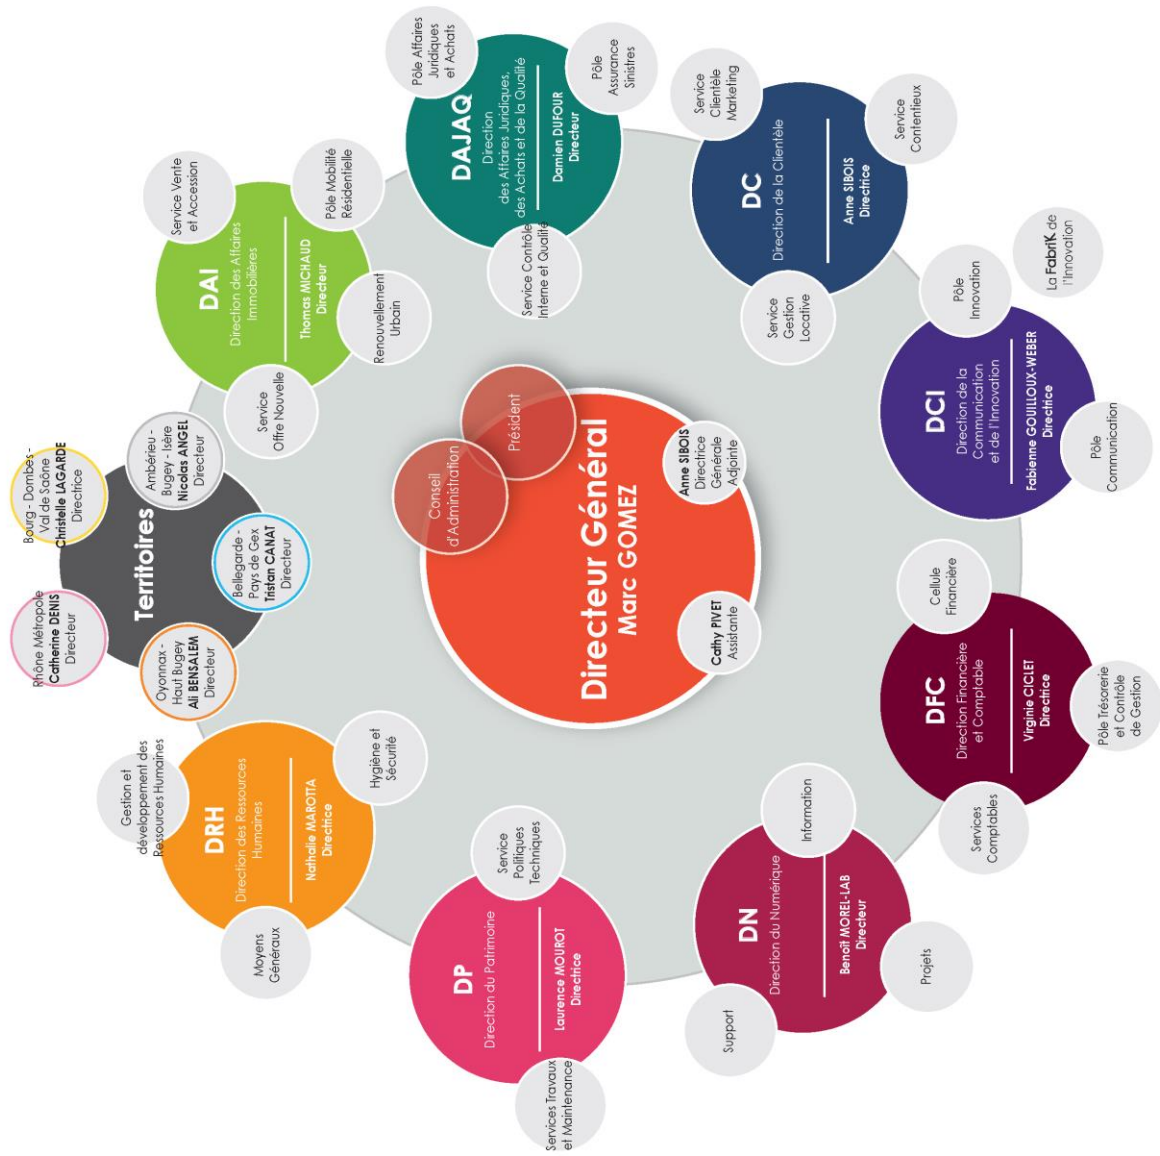 Conseil
d'Administration
Président
Directeur Général
Marc GOMEZ
Cathy PIVET
Assistante
Anne SIBOIS
Directrice
Générale
Adjointe
Territoires
Rhône Métropole
Catherine DENIS
Directeur
Bourg - Dombes -
Val de Saône
Christelle LAGARDE
Directrice
Oyonnax -
Haut Bugey
Ali BENSALEM
Directeur
Bellegarde -
Pays de Gex
Tristan CANAT
Directeur
Ambérieu -
Bugey - Isère
Nicolas ANGEL
Directeur
DAI
Direction des Affaires
Immobilières
Thomas MICHAUD
Directeur
Service Vente
et Accession
Service
Offre Nouvelle
Pôle Mobilité
Résidentielle
Renouvellement
Urbain
DAJAQ
Direction
des Affaires Juridiques,
des Achats et de la Qualité
Damien DUFOUR
Directeur
Pôle Affaires
Juridiques
et Achats
Service Contrôle
Interne et Qualité
Pôle
Assurance
Sinistres
DC
Direction de la Clientèle
Anne SIBOIS
Directrice
Service
Clientèle
Marketing
Service
Gestion
Locative
Service
Contentieux
DCI
Direction de la
Communication
et de l'Innovation
Fabienne GOUILLOUX-WEBER
Directrice
Pôle
Innovation
La FabriK de
l'Innovation
Pôle
Communication
DFC
Direction Financière
et Comptable
Virginie CICLET
Directrice
Cellule
Financière
Services
Comptables
Pôle Trésorerie
et Contrôle
de Gestion
DN
Direction du Numérique
Benoît MOREL-LAB
Directeur
Information
Support
Projets
DP
Direction du Patrimoine
Laurence MOUROT
Directrice
Service
Politiques
Techniques
Services Travaux
et Maintenance
DRH
Direction des Ressources
Humaines
Nathalie MAROTTA
Directrice
Gestion et
développement des
Ressources Humaines
Moyens
Généraux
Hygiène et
Sécurité